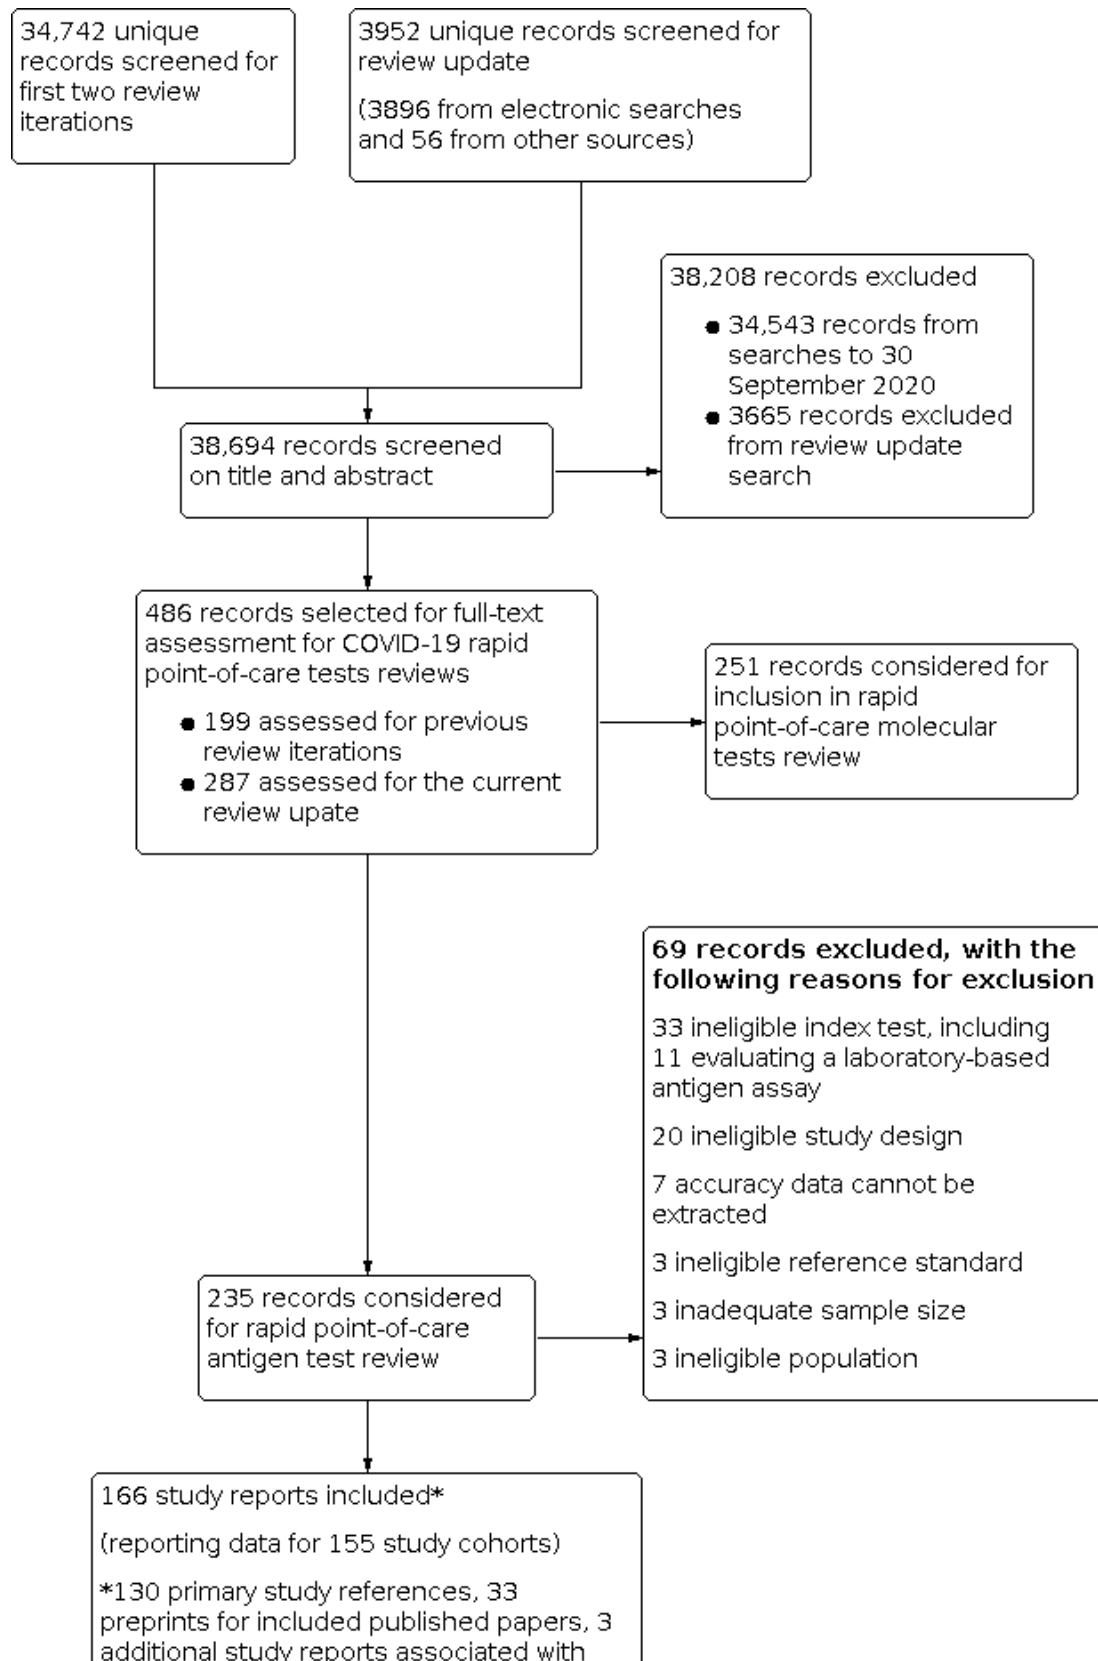 34,742 unique
records screened for
first two review
iterations
3952 unique records screened for
review update
(3896 from electronic searches
and 56 from other sources)
38,208 records excluded
● 34,543 records from
searches to 30
September 2020
● 3665 records excluded
from review update
search
38,694 records screened
on title and abstract
486 records selected for full-text
assessment for COVID-19 rapid
point-of-care tests reviews
● 199 assessed for previous
review iterations
● 287 assessed for the current
review upate
251 records considered for
inclusion in rapid
point-of-care molecular
tests review
69 records excluded, with the
following reasons for exclusion
33 ineligible index test, including
11 evaluating a laboratory-based
antigen assay
20 ineligible study design
7 accuracy data cannot be
extracted
3 ineligible reference standard
3 inadequate sample size
3 ineligible population
235 records considered
for rapid point-of-care
antigen test review
166 study reports included*
(reporting data for 155 study cohorts)
*130 primary study references, 33
preprints for included published papers, 3
additional study reports associated with